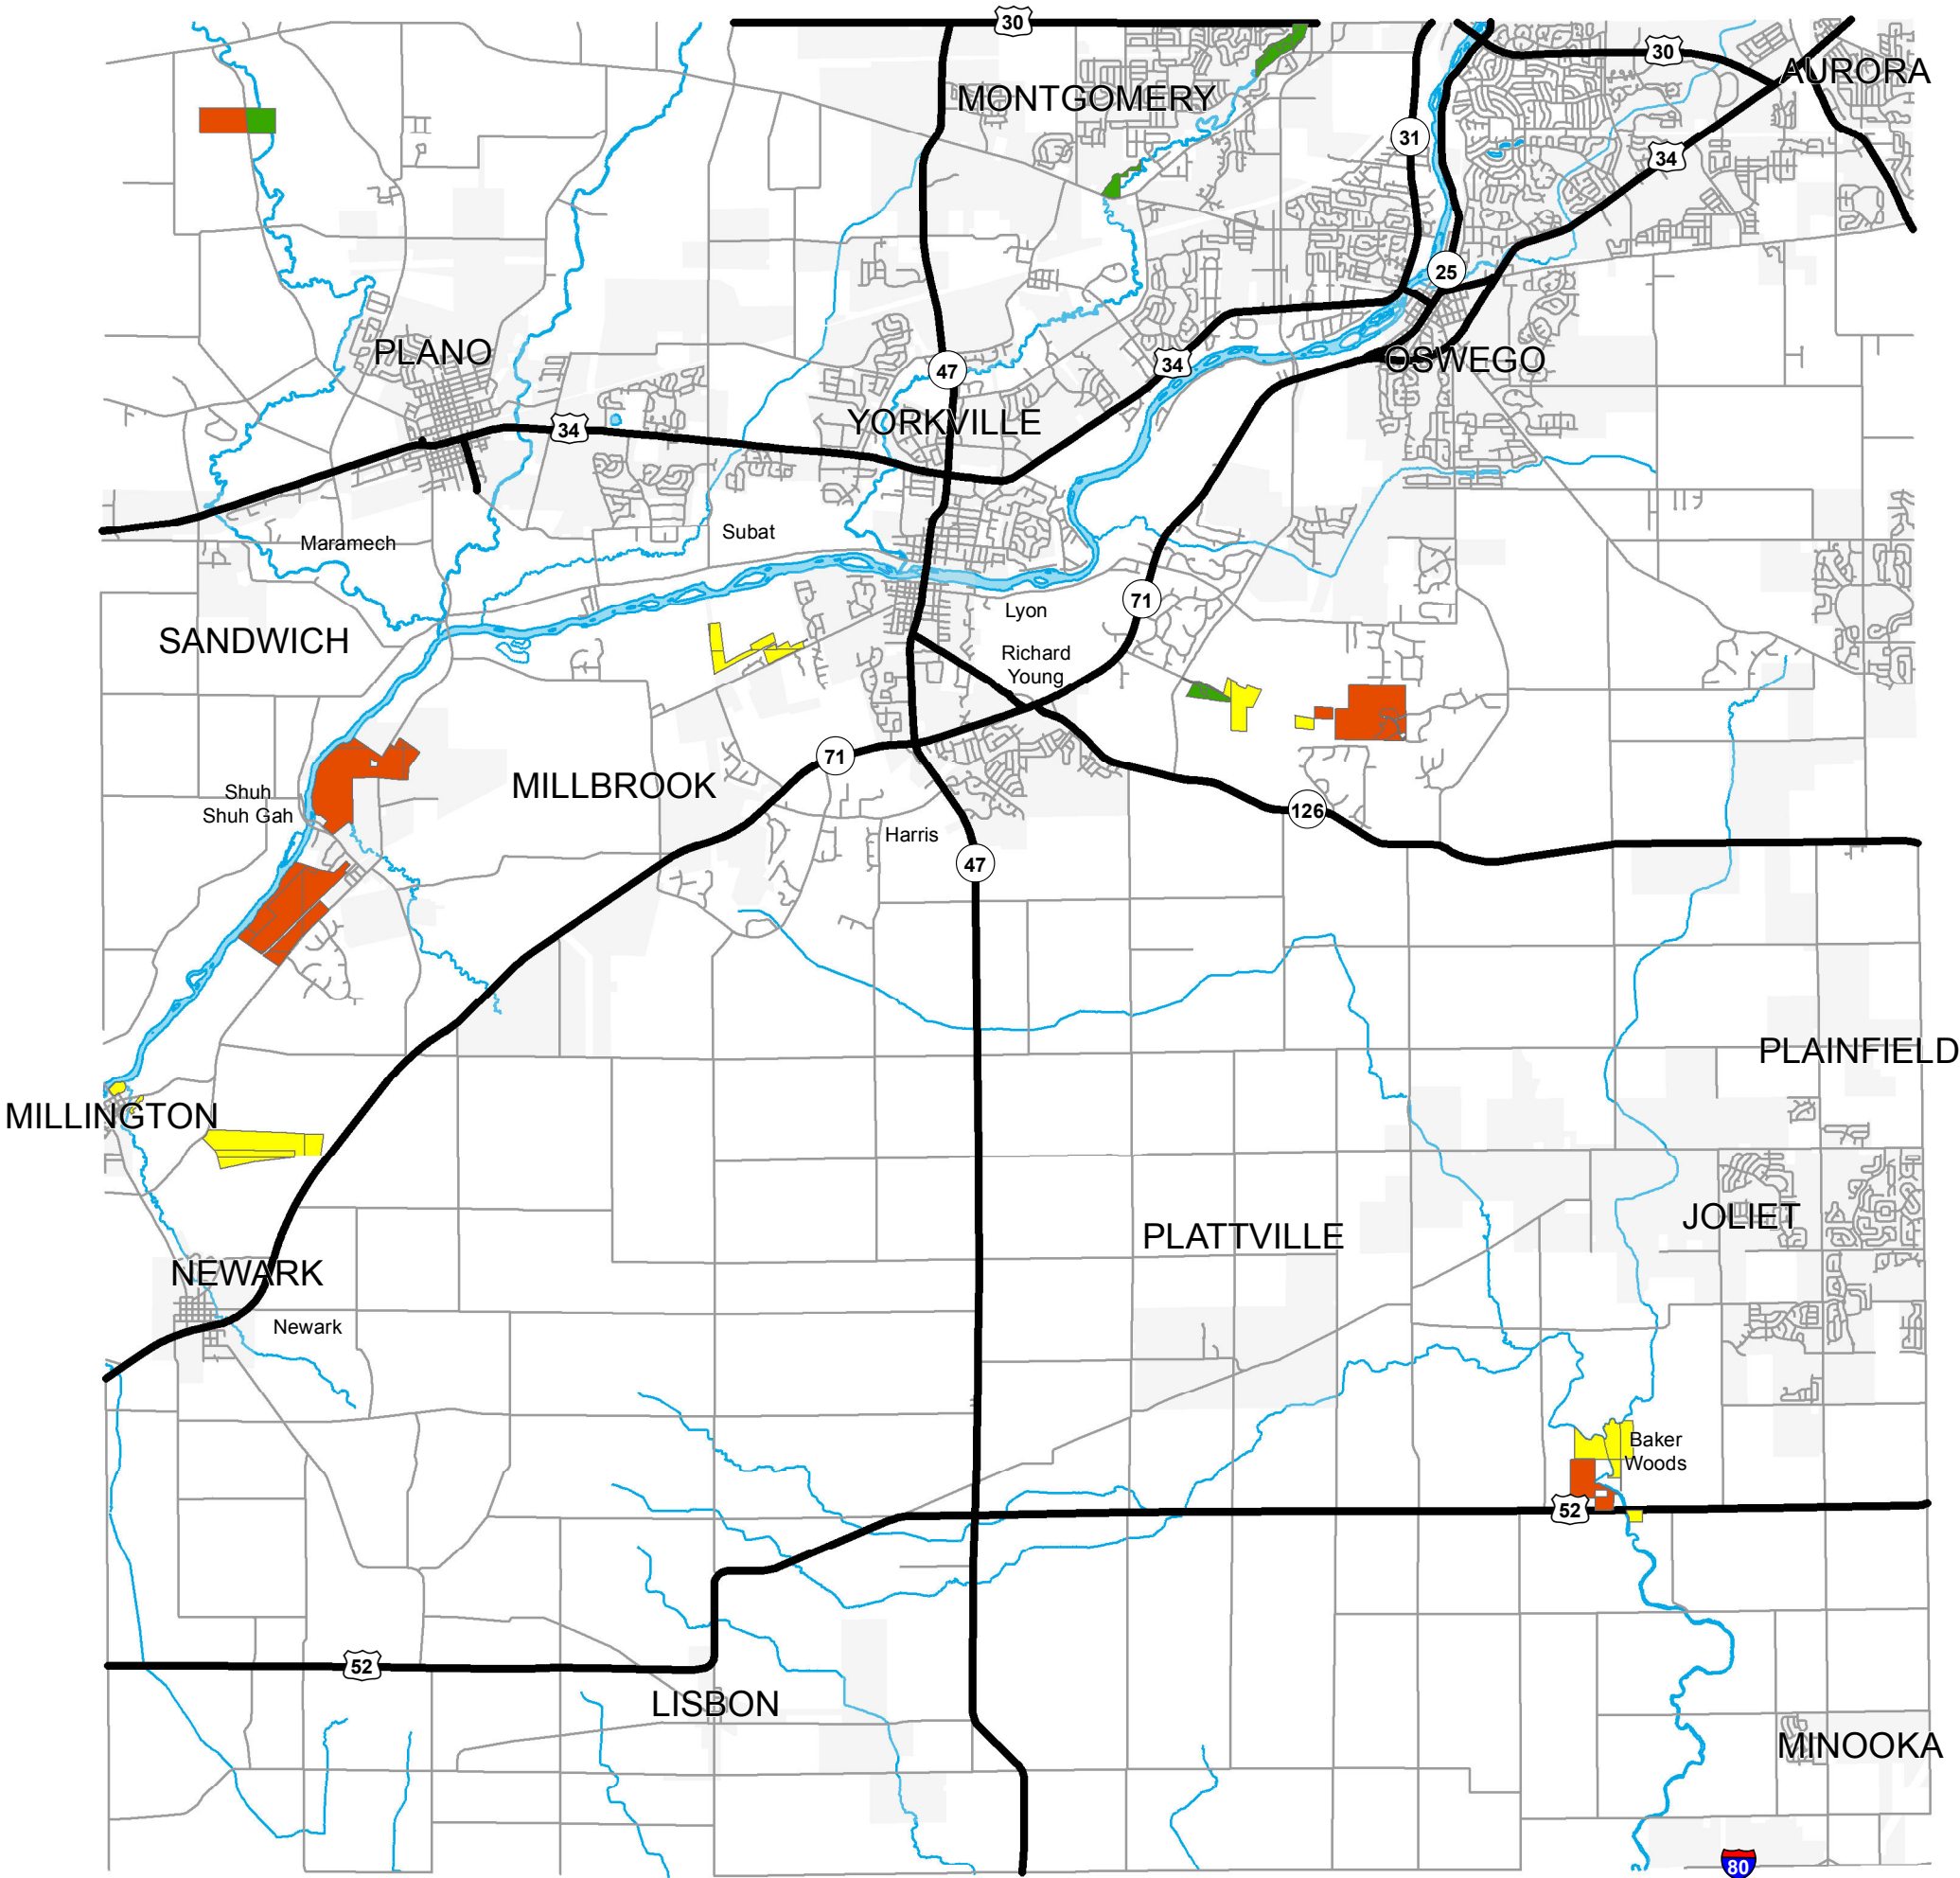 30
30
AURORA
MONTGOMERY
31
34
25
PLANO
34
OSWEGO
47
YORKVILLE
34
Subat
Maramech
71
Lyon
SANDWICH
Richard
Young
71
MILLBROOK
Shuh
Shuh Gah
126
Harris
47
PLAINFIELD
MILLINGTON
JOLIET
PLATTVILLE
NEWARK
Newark
Baker
Woods
52
52
LISBON
MINOOKA
80